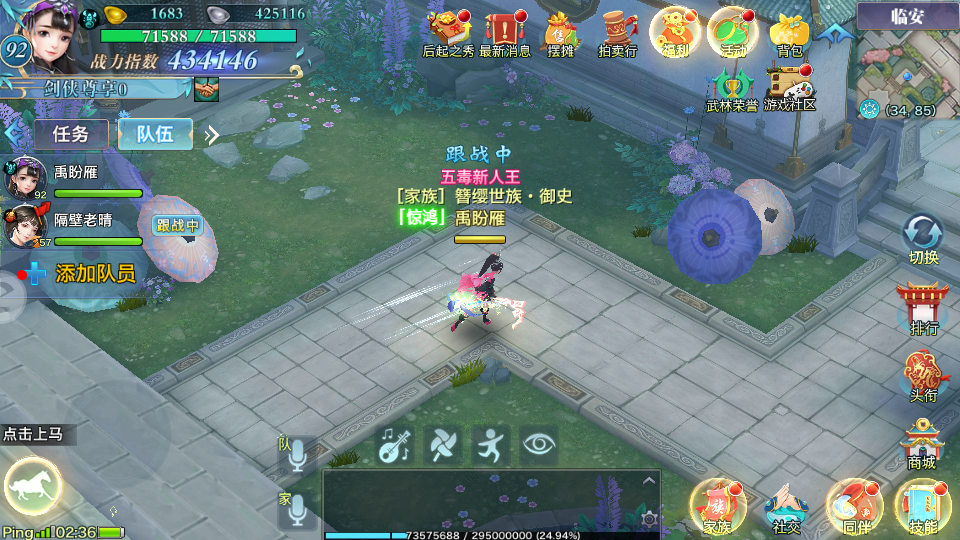 1683
425116
71588 / 71588
92
战力指数 434146
剑侠尊享0
后起之秀
最新消息
摆摊
拍卖行
福利
活动
背包
临安
武林荣誉
游戏社区
(34, 85)
任务
队伍
禹盼雁
92
隔壁老晴
57
跟战中
添加队员
跟战中
五毒新人王
[家族] 簪缨世族·御史
「惊鸿」 禹盼雁
切换
排行
头衔
商城
点击上马
队
家
家族
社交
同伴
技能
Ping
02:36
73575688 / 295000000 (24.94%)